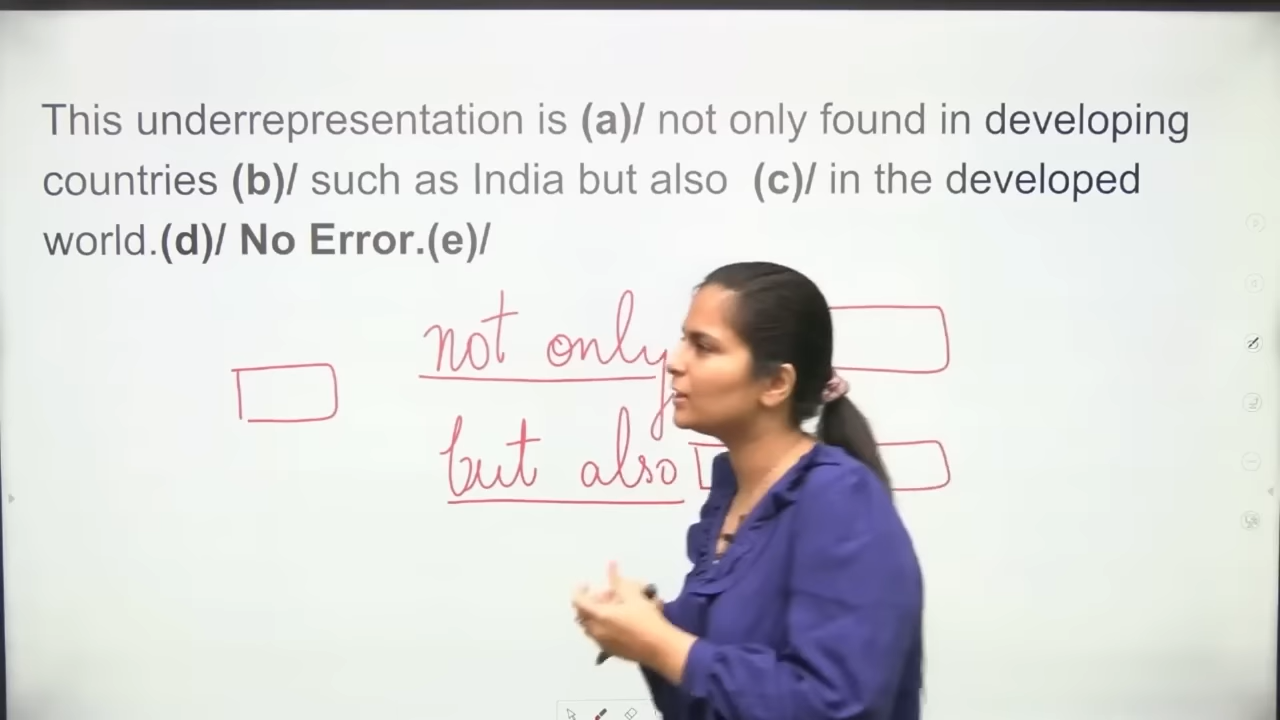 This underrepresentation is (a)/ not only found in developing
countries (b)/ such as India but also (c)/ in the developed
world.(d)/ No Error.(e)/
not only
but also